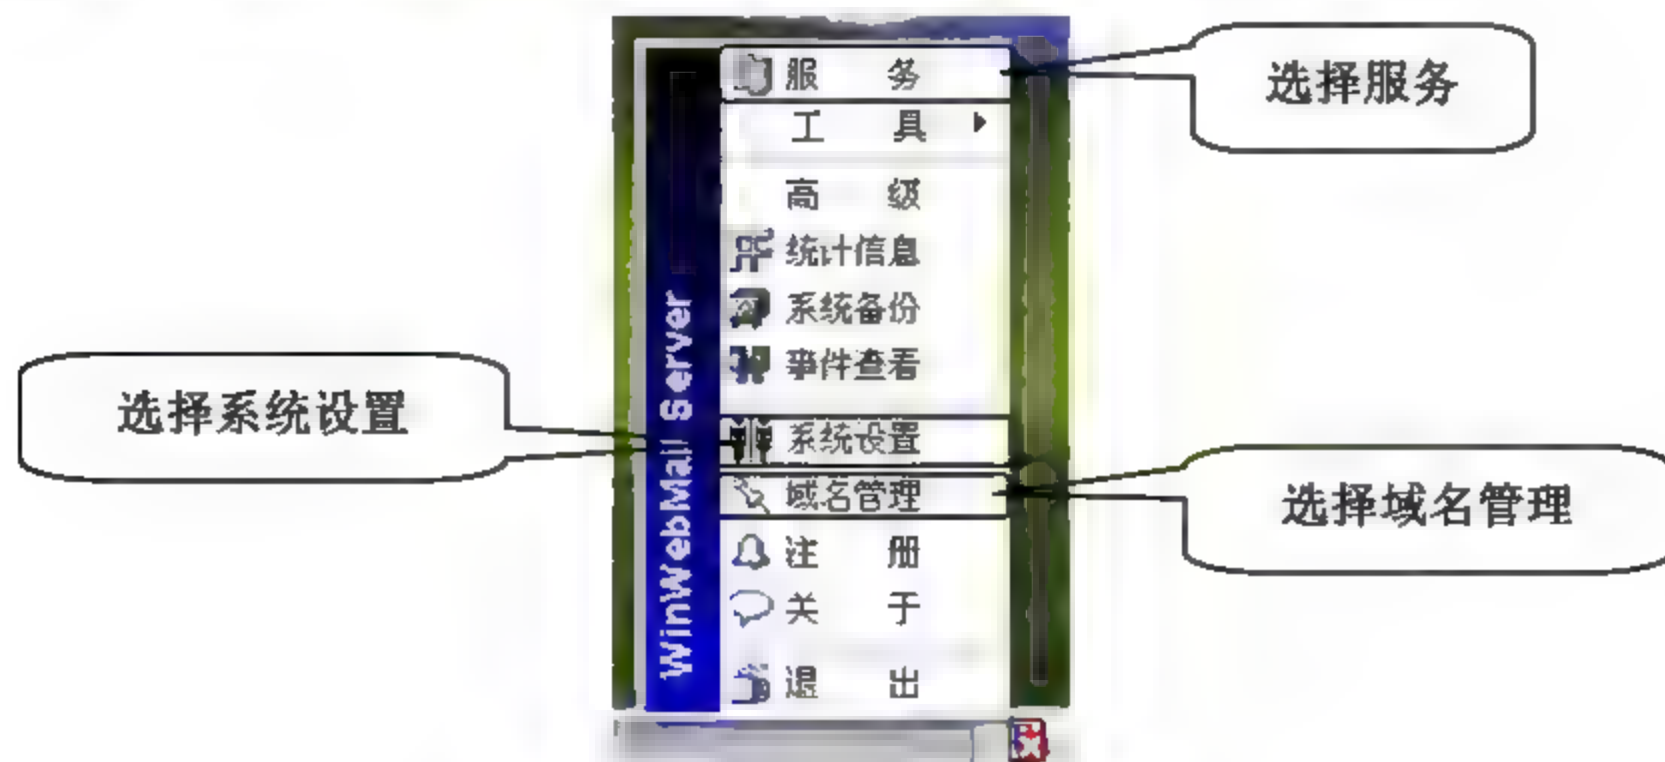 服 务
选择服务
工 具
高 级
统计信息
系统备份
事件查看
选择系统设置
系统设置
域名管理
选择域名管理
注 册
关 于
退 出
WinWebMail Server